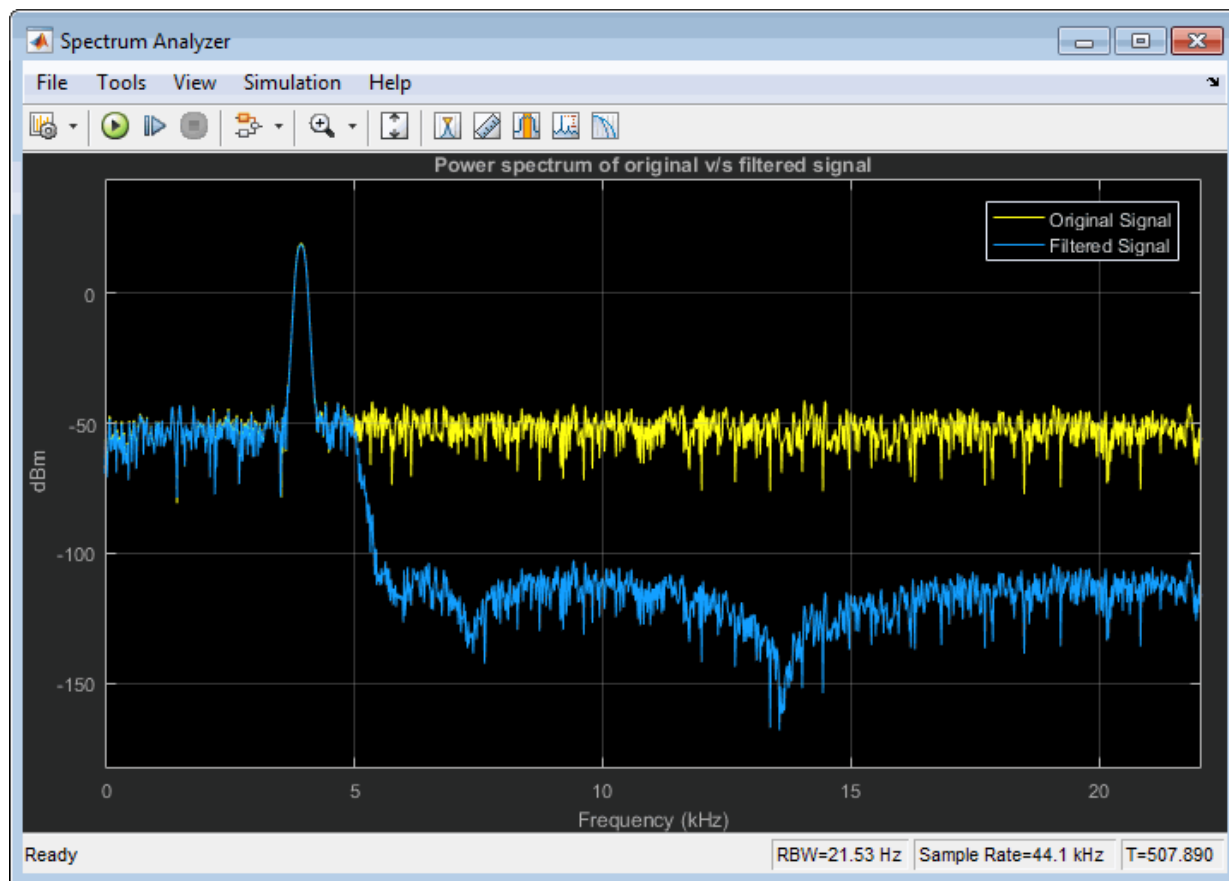 Spectrum Analyzer
File Tools View Simulation Help
Power spectrum of original v/s filtered signal
Original Signal
Filtered Signal
0
-50
-100
-150
dBm
0 5 10 15 20
Frequency (kHz)
Ready RBW=21.53 Hz Sample Rate=44.1 kHz T=507.890